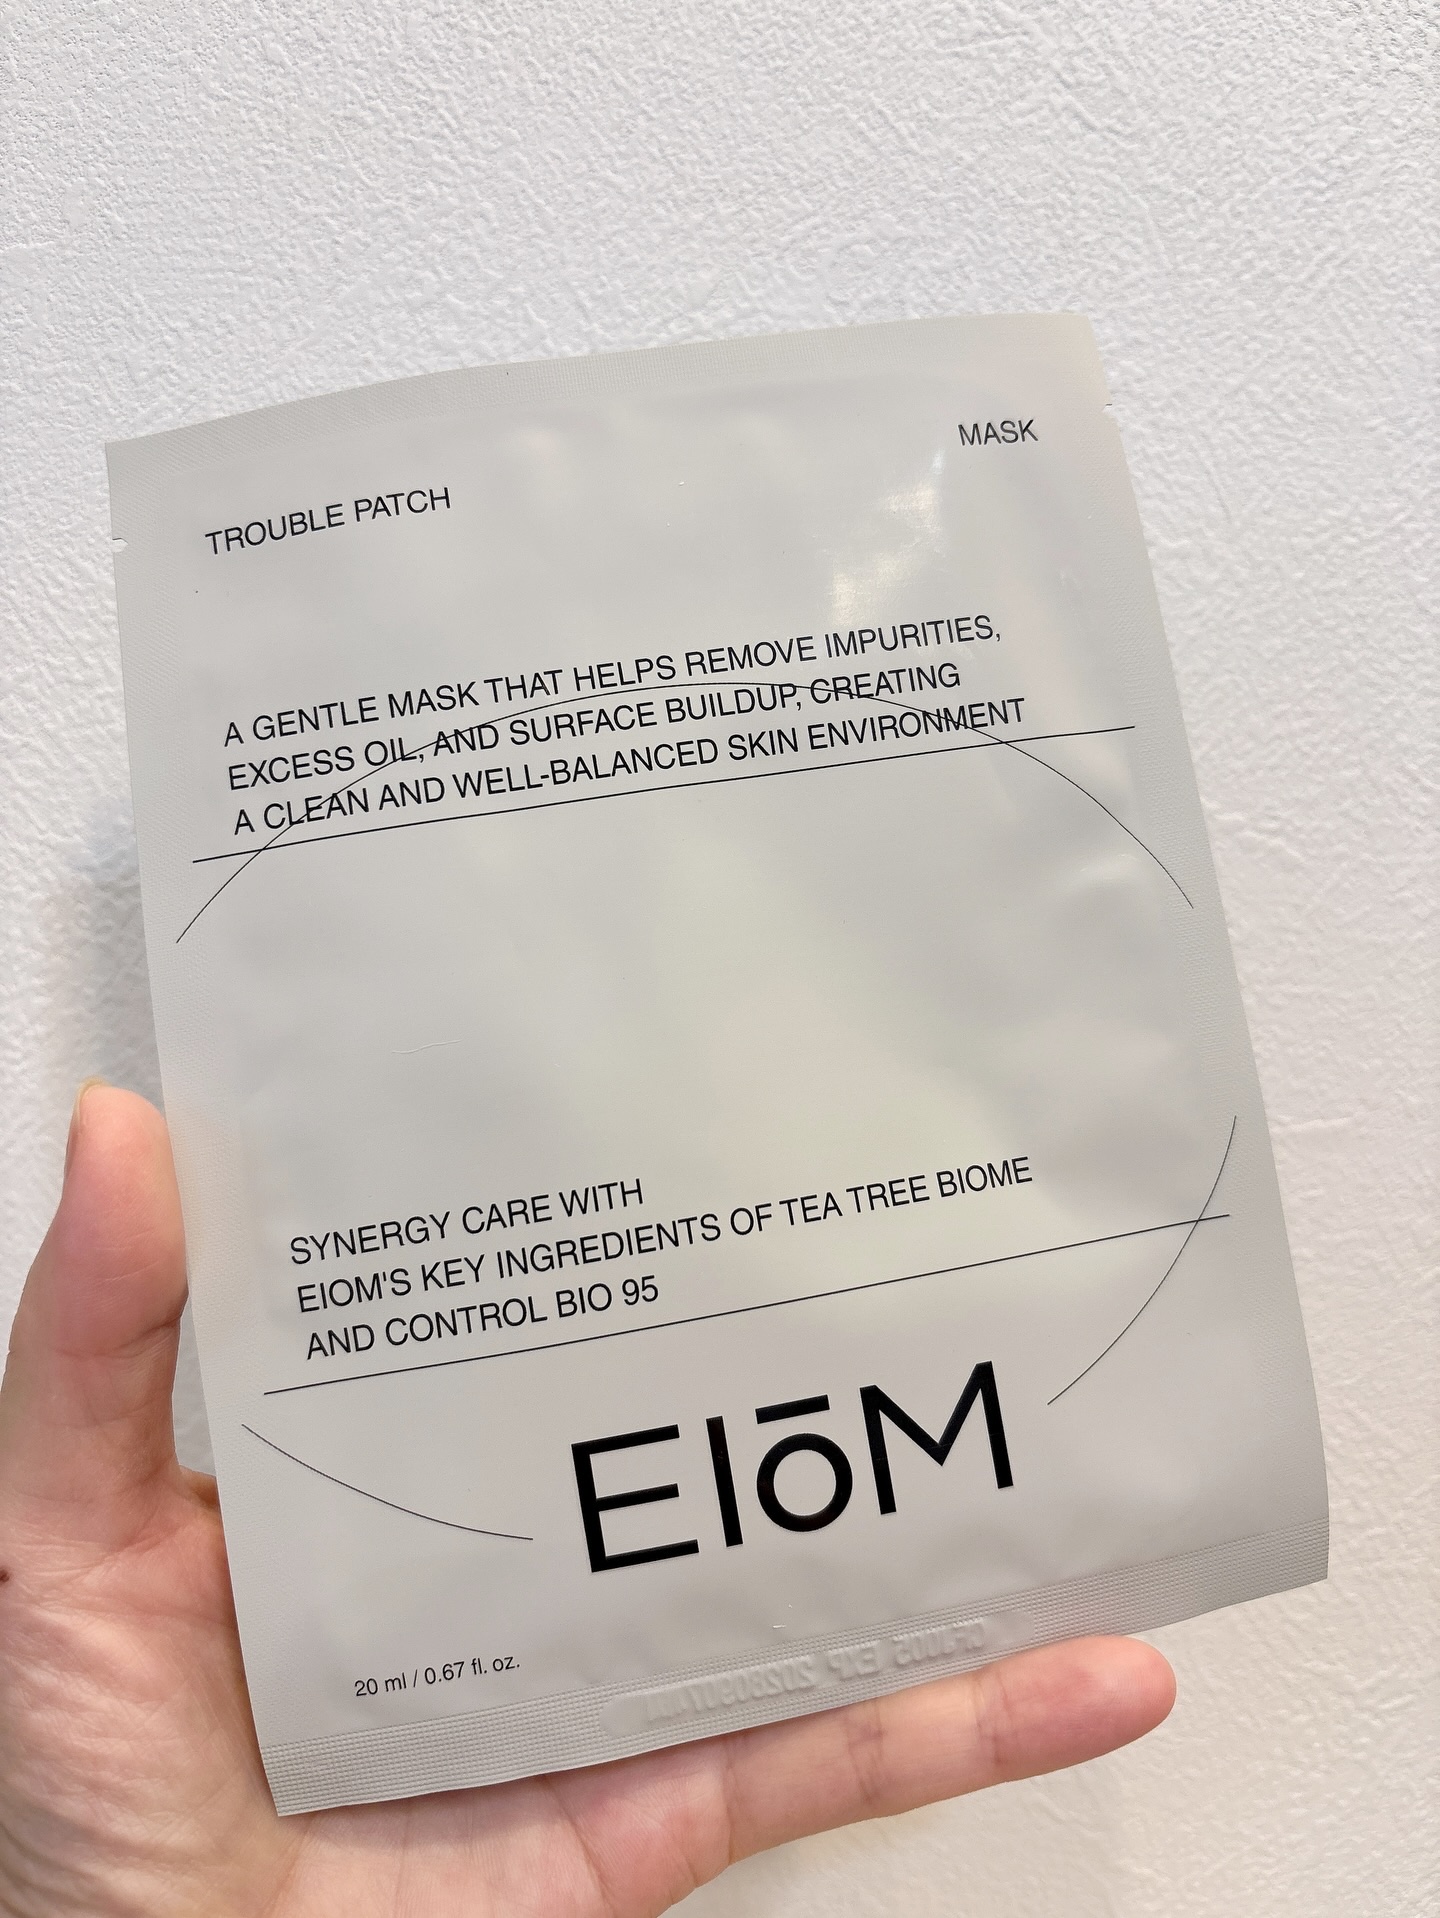 MASK
TROUBLE PATCH
A GENTLE MASK THAT HELPS REMOVE IMPURITIES,
EXCESS OIL, AND SURFACE BUILDUP, CREATING
A CLEAN AND WELL-BALANCED SKIN ENVIRONMENT
SYNERGY CARE WITH
EIOM'S KEY INGREDIENTS OF TEA TREE BIOME
AND CONTROL BIO 95
EIōM
20 ml / 0.67 fl. oz.